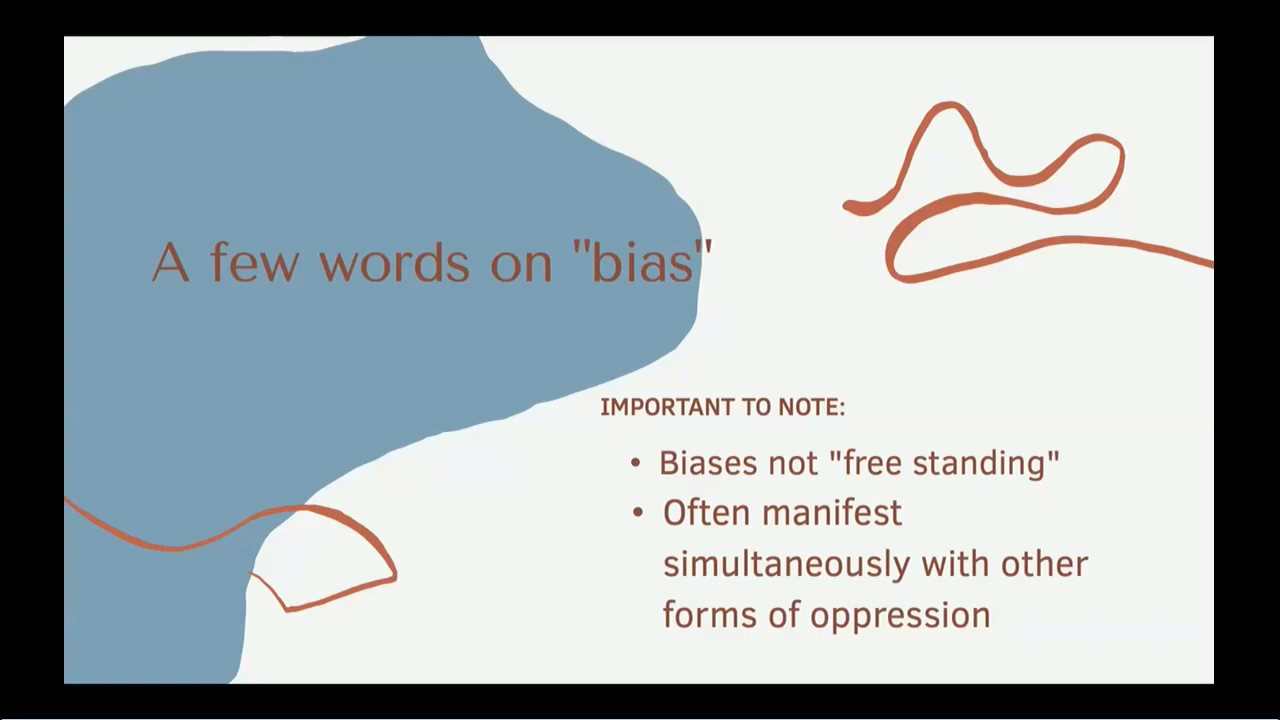 A few words on "bias"
IMPORTANT TO NOTE:
• Biases not "free standing"
• Often manifest
simultaneously with other
forms of oppression